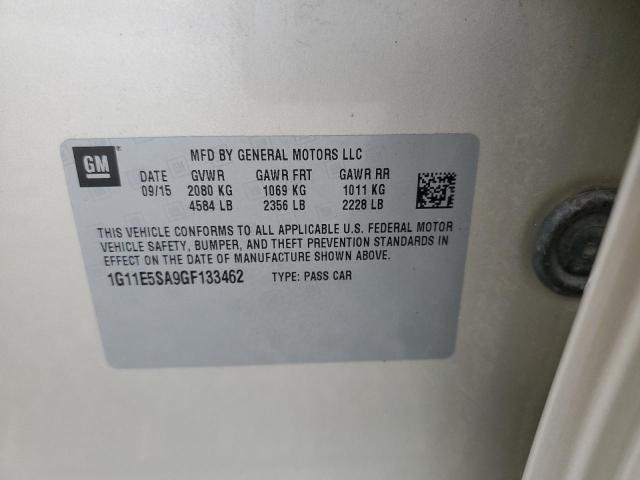 GM
MFD BY GENERAL MOTORS LLC
DATE GVWR GAWR FRT GAWR RR
09/15 2080 KG 1069 KG 1011 KG
4584 LB 2356 LB 2228 LB
THIS VEHICLE CONFORMS TO ALL APPLICABLE U.S. FEDERAL MOTOR
VEHICLE SAFETY, BUMPER, AND THEFT PREVENTION STANDARDS IN
EFFECT ON THE DATE OF MANUFACTURE SHOWN ABOVE.
1G11E5SA9GF133462 TYPE: PASS CAR